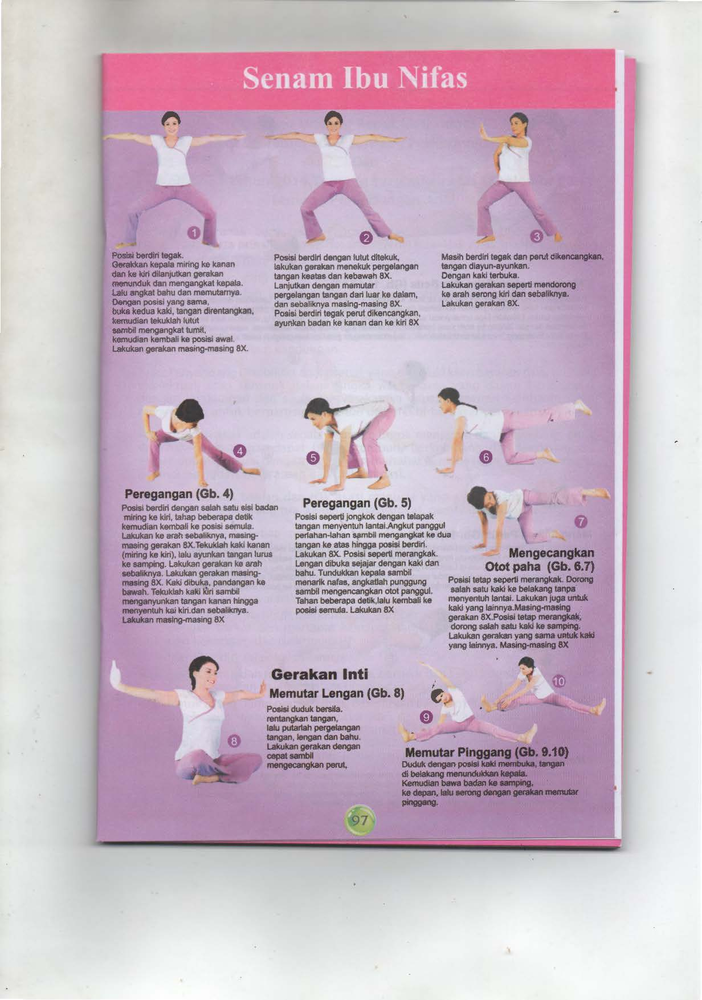 Senam Ibu Nifas
1
2
3
Posisi berdiri tegak.
Gerakkan kepala miring ke kanan
dan ke kiri dilanjutkan gerakan
menunduk dan mengangkat kepala.
Lalu angkat bahu dan memutarnya.
Dengan posisi yang sama,
buka kedua kaki, tangan direntangkan,
kemudian tekuklah lutut
sambil mengangkat tumit,
kemudian kembali ke posisi awal.
Lakukan gerakan masing-masing 8X.
Posisi berdiri dengan lutut ditekuk,
lakukan gerakan menekuk pergelangan
tangan keatas dan kebawah 8X.
Lanjutkan dengan memutar
pergelangan tangan dari luar ke dalam,
dan sebaliknya masing-masing 8X.
Posisi berdiri tegak perut dikencangkan,
ayunkan badan ke kanan dan ke kiri 8X
Masih berdiri tegak dan perut dikencangkan,
tangan diayun-ayunkan.
Dengan kaki terbuka.
Lakukan gerakan seperti mendorong
ke arah serong kiri dan sebaliknya.
Lakukan gerakan 8X.
4
5
6
7
Peregangan (Gb. 4)
Posisi berdiri dengan salah satu sisi badan
miring ke kiri, tahap beberapa detik
kemudian kembali ke posisi semula.
Lakukan ke arah sebaliknya, masing-
masing gerakan 8X.Tekuklah kaki kanan
(miring ke kiri), lalu ayunkan tangan lurus
ke samping. Lakukan gerakan ke arah
sebaliknya. Lakukan gerakan masing-
masing 8X. Kaki dibuka, pandangan ke
bawah. Tekuklah kaki kiri sambil
menganyunkan tangan kanan hingga
menyentuh kai kiri.dan sebaliknya.
Lakukan masing-masing 8X
Peregangan (Gb. 5)
Posisi seperti jongkok dengan telapak
tangan menyentuh lantai.Angkut panggul
perlahan-lahan sambil mengangkat ke dua
tangan ke atas hingga posisi berdiri.
Lakukan 8X. Posisi seperti merangkak.
Lengan dibuka sejajar dengan kaki dan
bahu. Tundukkan kepala sambil
menarik nafas, angkatlah punggung
sambil mengencangkan otot panggul.
Tahan beberapa detik,lalu kembali ke
posisi semula. Lakukan 8X
Mengecangkan
Otot paha (Gb. 6.7)
Posisi tetap seperti merangkak. Dorong
salah satu kaki ke belakang tanpa
menyentuh lantai. Lakukan juga untuk
kaki yang lainnya.Masing-masing
gerakan 8X.Posisi tetap merangkak,
dorong salah satu kaki ke samping.
Lakukan gerakan yang sama untuk kaki
yang lainnya. Masing-masing 8X
8
Gerakan Inti
Memutar Lengan (Gb. 8)
Posisi duduk bersila.
rentangkan tangan,
lalu putarlah pergelangan
tangan, lengan dan bahu.
Lakukan gerakan dengan
cepat sambil
mengecangkan perut,
9
10
Memutar Pinggang (Gb. 9.10)
Duduk dengan posisi kaki membuka, tangan
di belakang menundukkan kepala.
Kemudian bawa badan ke samping,
ke depan, lalu serong dengan gerakan memutar
pinggang.
97